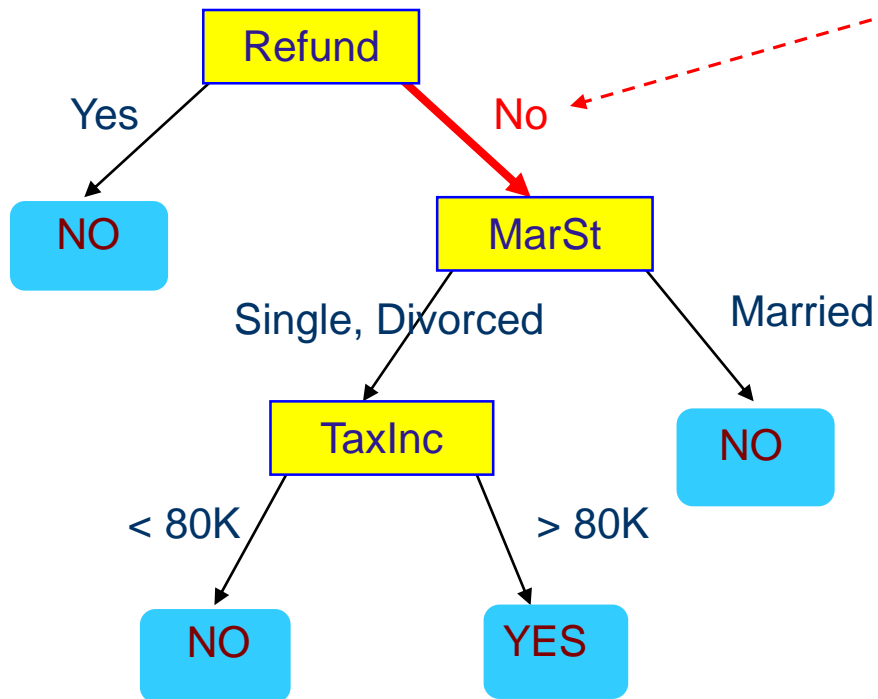 Refund
Yes
No
NO
MarSt
Single, Divorced
Married
TaxInc
NO
< 80K
> 80K
NO
YES